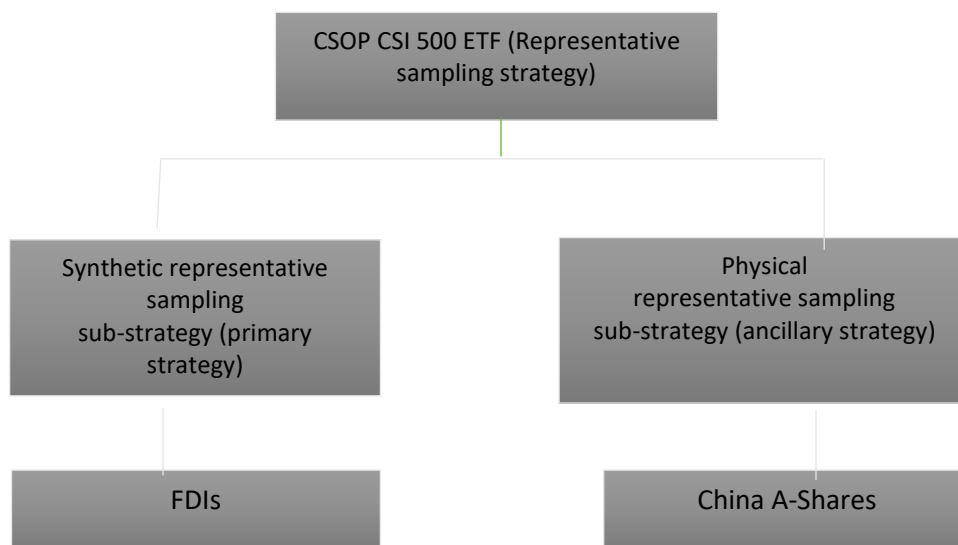 CSOP CSI 500 ETF (Representative
sampling strategy)
Synthetic representative
sampling
sub-strategy (primary
strategy)
Physical
representative sampling
sub-strategy (ancillary strategy)
FDIs
China A-Shares